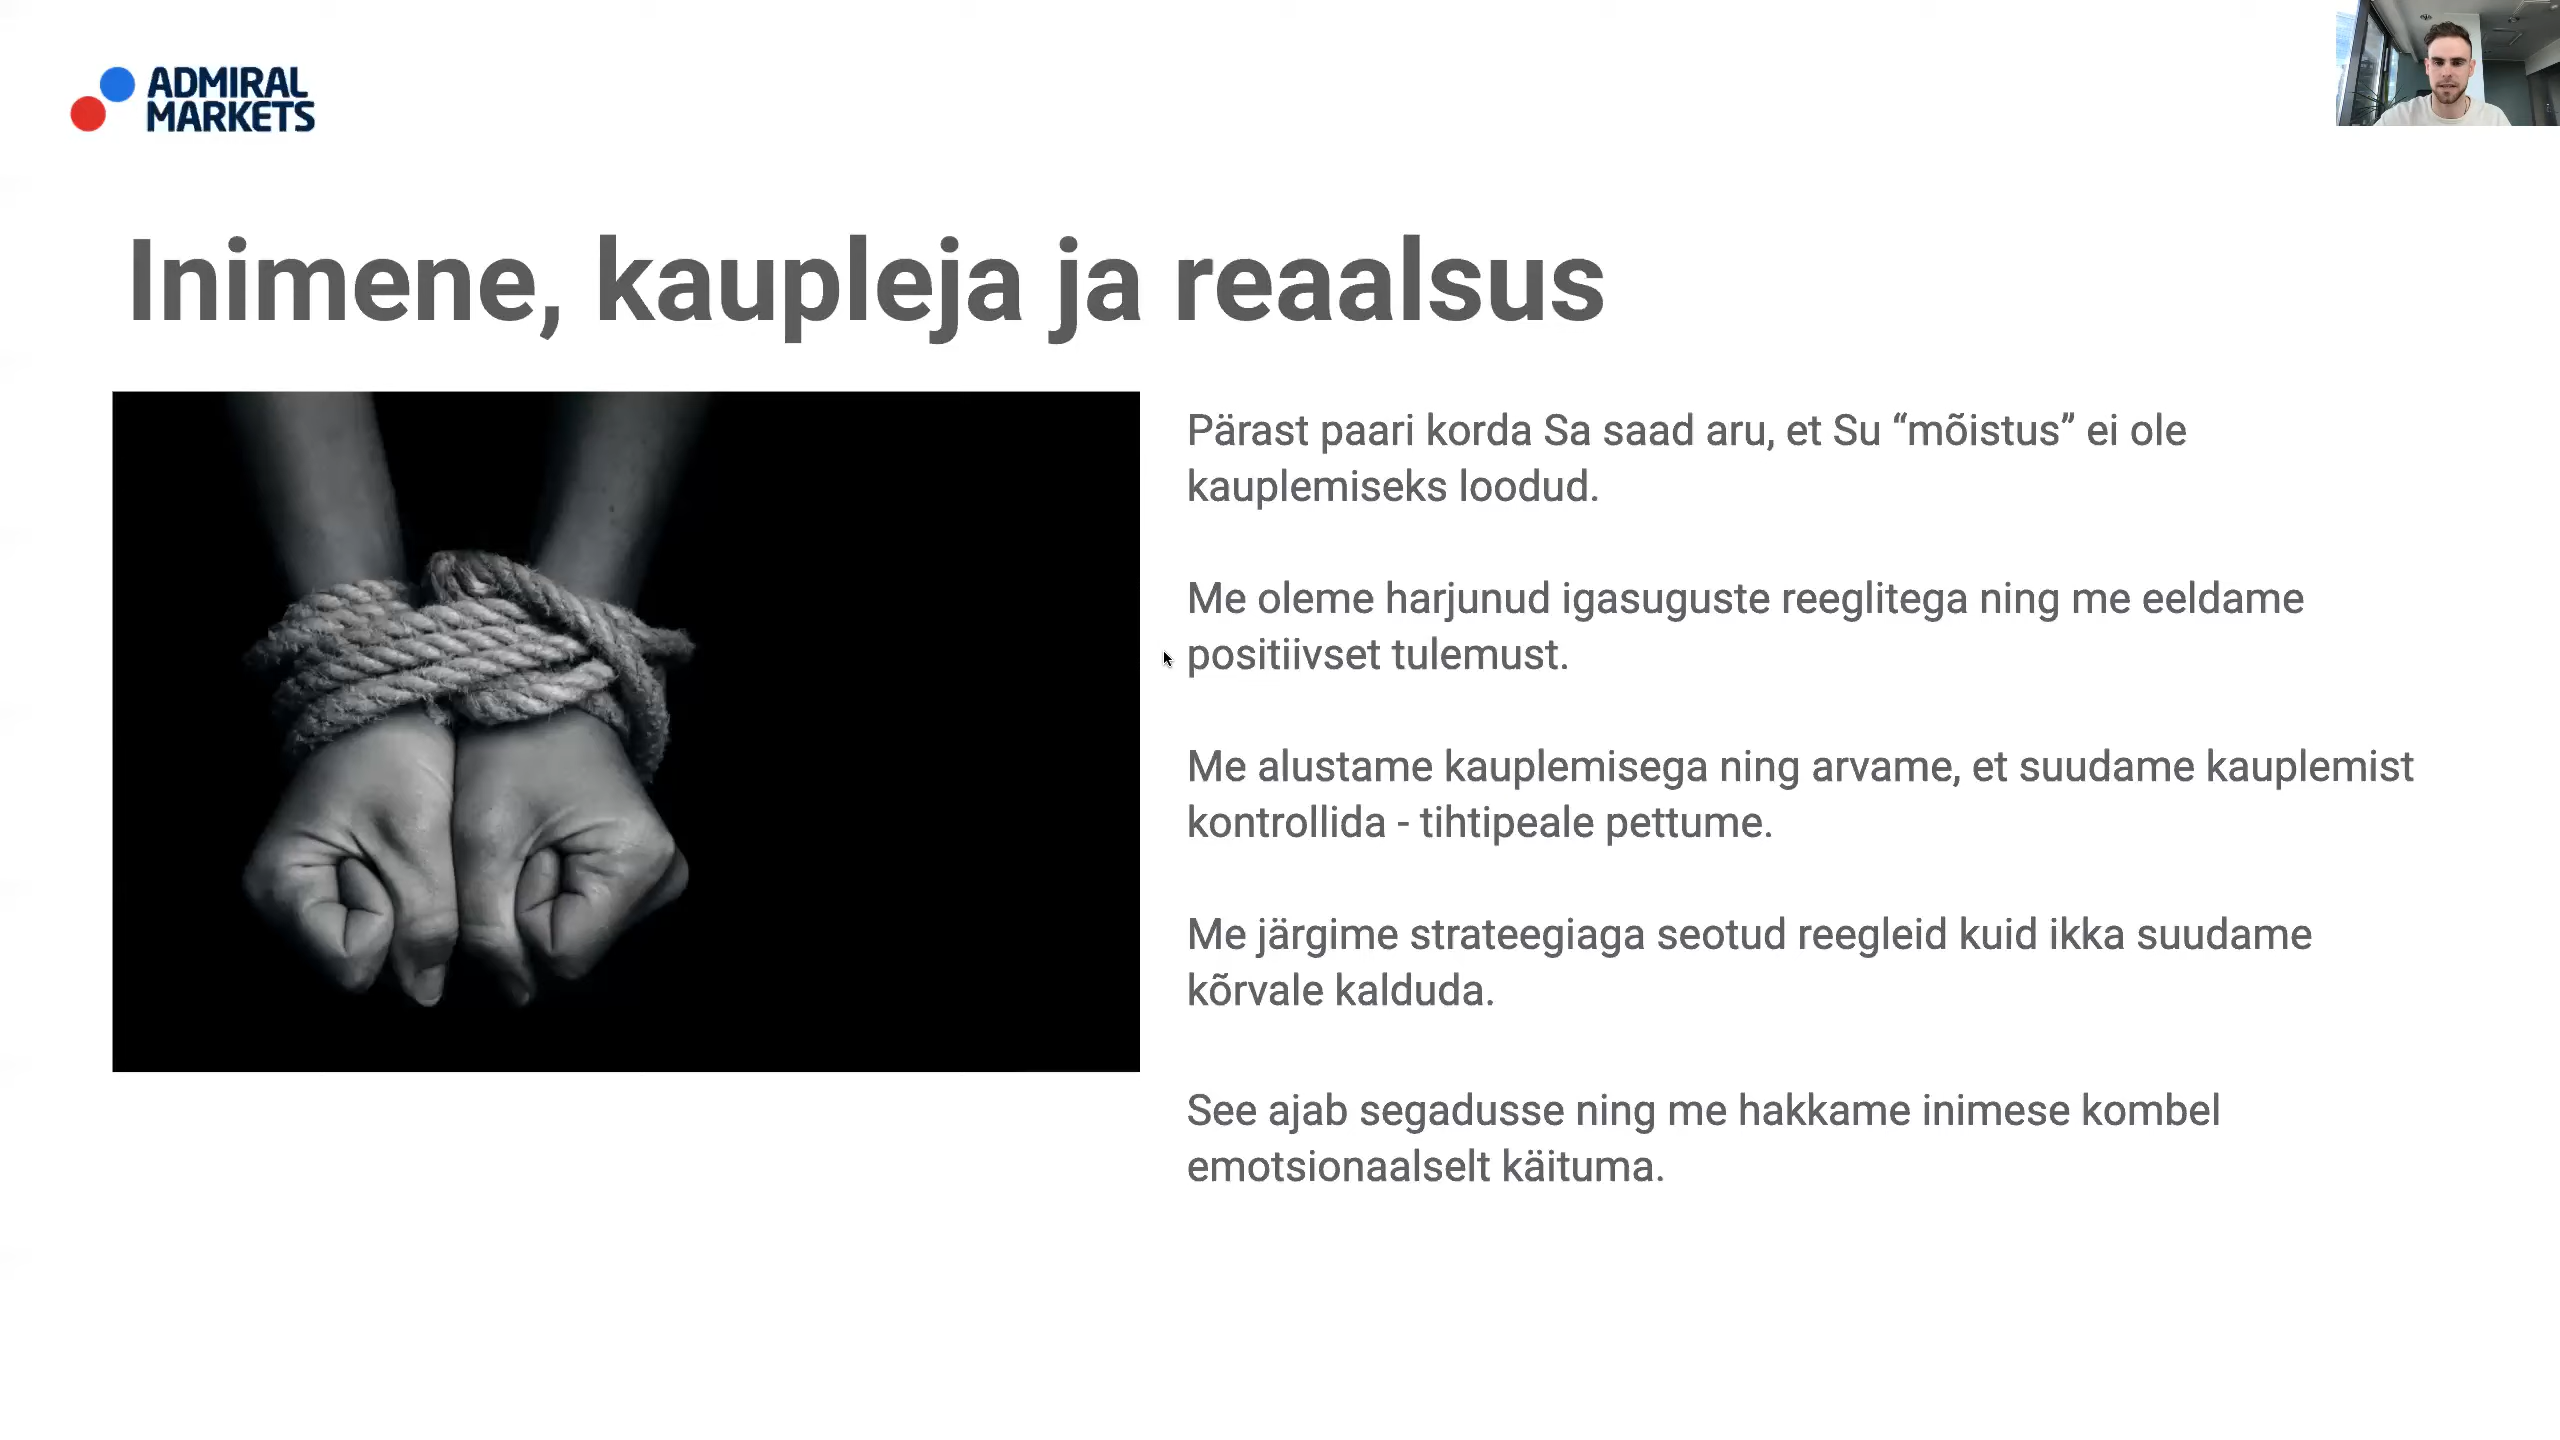 ADMIRAL
MARKETS
Inimene, kaupleja ja reaalsus
Pärast paari korda Sa saad aru, et Su “mõistus” ei ole
kauplemiseks loodud.
Me oleme harjunud igasuguste reeglitega ning me eeldame
positiivset tulemust.
Me alustame kauplemisega ning arvame, et suudame kauplemist
kontrollida - tihtipeale pettume.
Me järgime strateegiaga seotud reegleid kuid ikka suudame
kõrvale kalduda.
See ajab segadusse ning me hakkame inimese kombel
emotsionaalselt käituma.